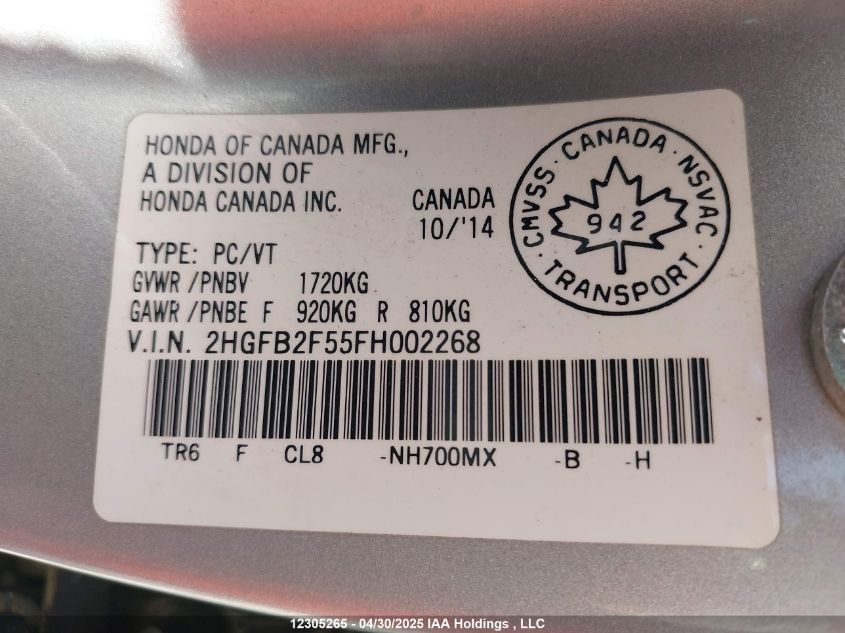 HONDA OF CANADA MFG.,
A DIVISION OF
HONDA CANADA INC.
CANADA
10/'14
CMVSS · CANADA · NSVAC
· TRANSPORT ·
942
TYPE: PC/VT
GVWR /PNBV 1720KG
GAWR /PNBE F 920KG R 810KG
V.I.N. 2HGFB2F55FH002268
TR6 F CL8 -NH700MX -B -H
12305265 - 04/30/2025 IAA Holdings , LLC